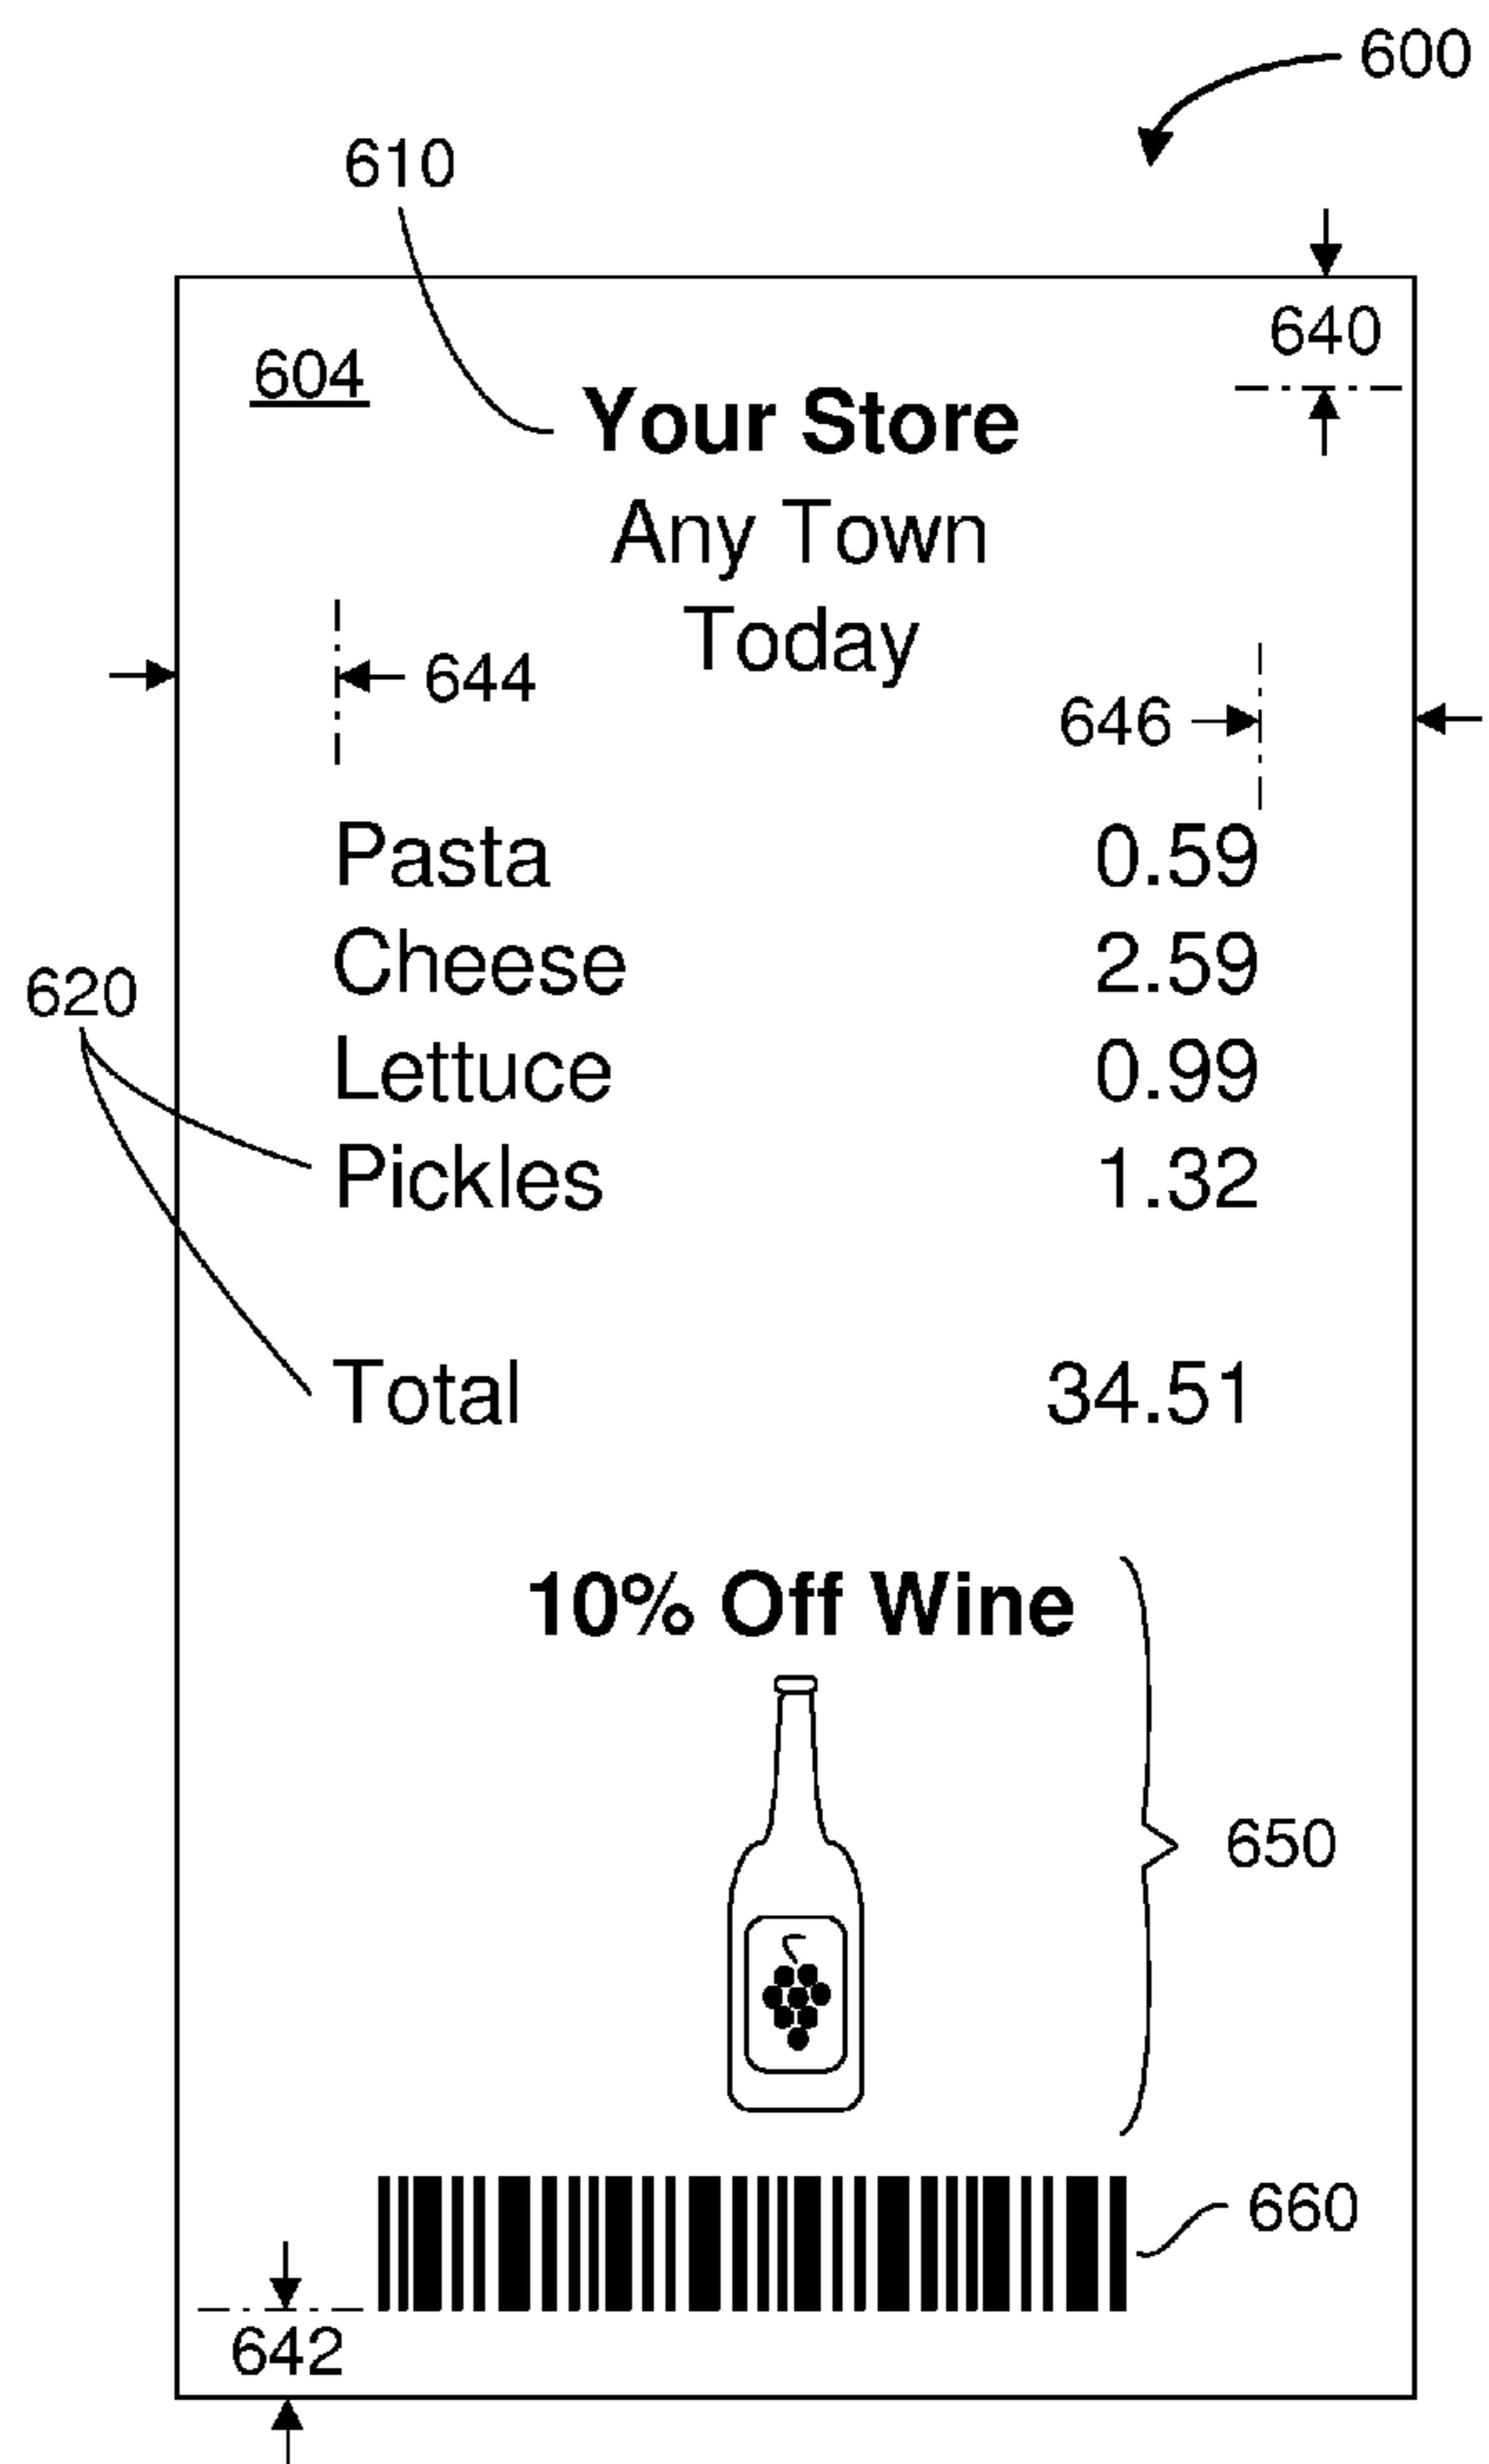 600
610
640
604
Your Store
Any Town
Today
644
646
Pasta 0.59
Cheese 2.59
620
Lettuce 0.99
Pickles 1.32
Total 34.51
10% Off Wine
650
660
642